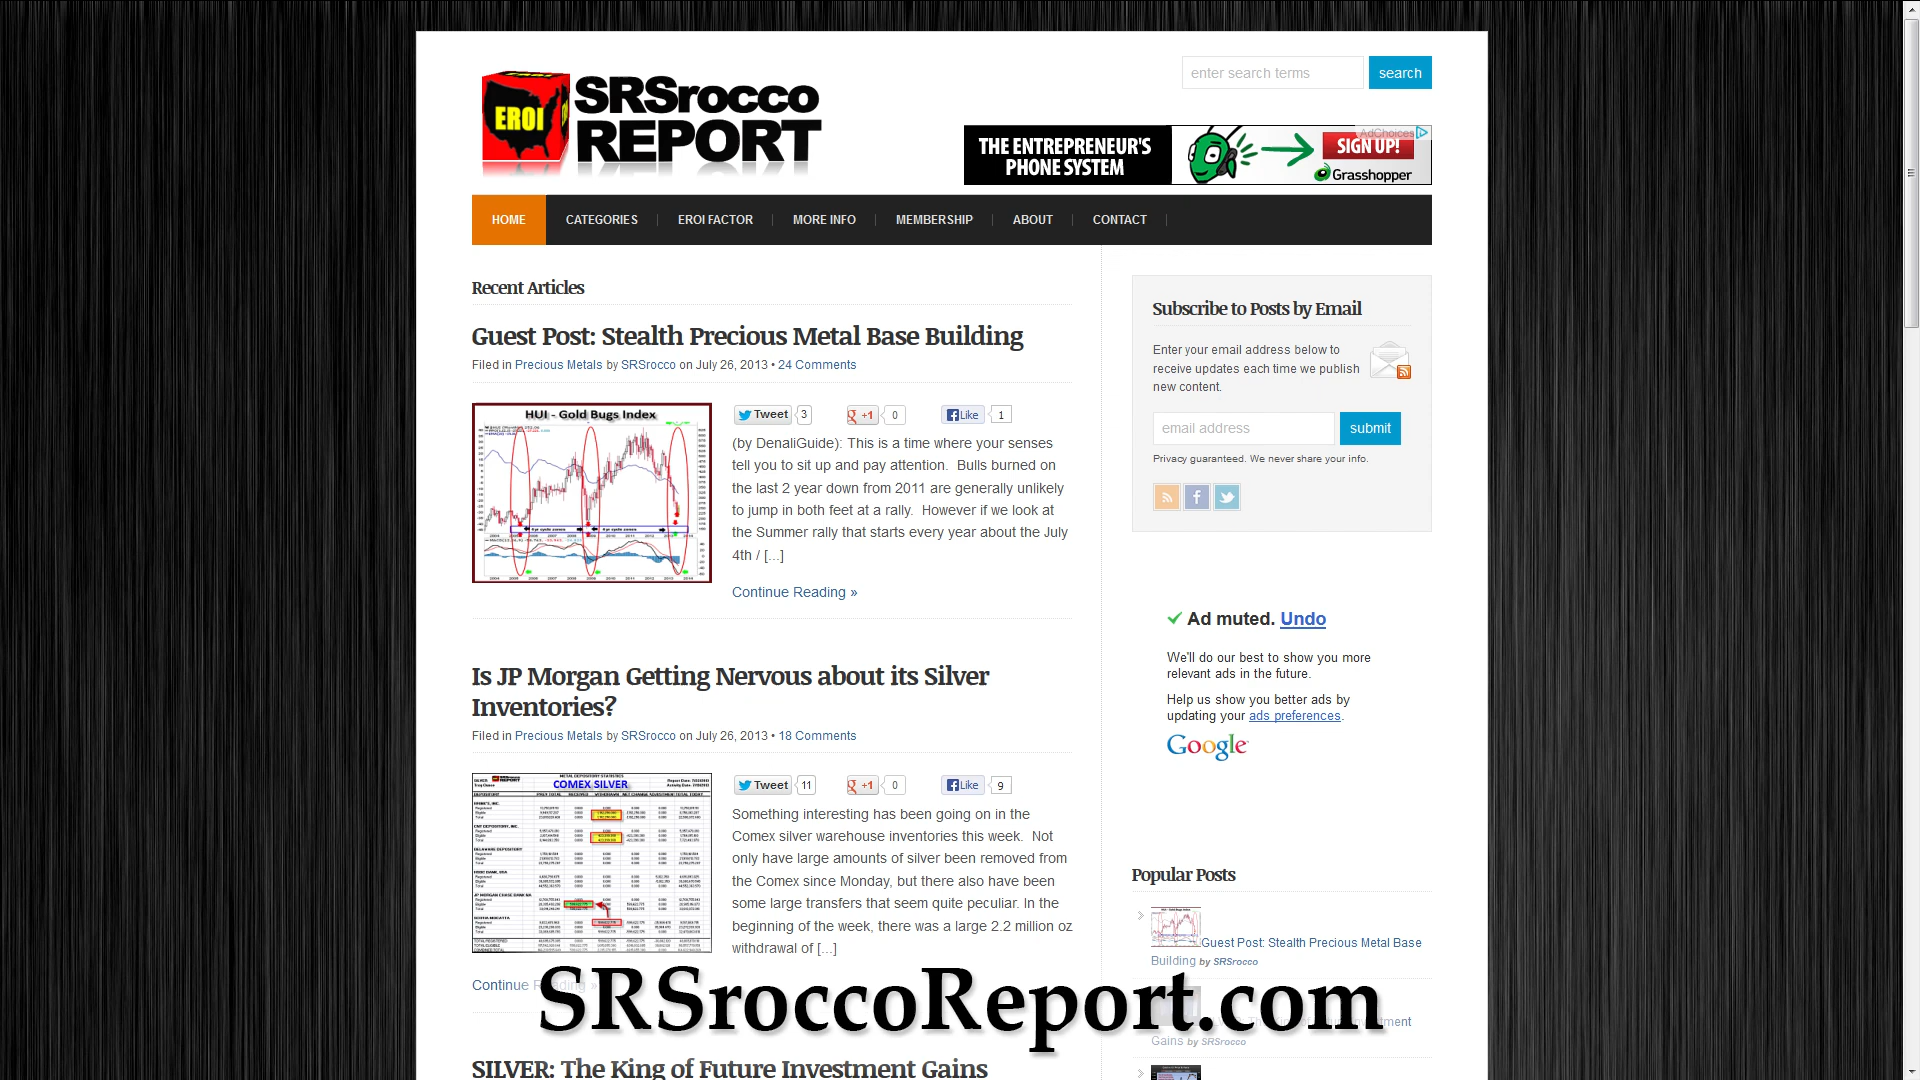 enter search terms
search
EROI
SRSrocco
REPORT
THE ENTREPRENEUR'S
PHONE SYSTEM
AdChoices
SIGN UP!
Grasshopper
HOME
CATEGORIES
EROI FACTOR
MORE INFO
MEMBERSHIP
ABOUT
CONTACT
Recent Articles
Guest Post: Stealth Precious Metal Base Building
Filed in Precious Metals by SRSrocco on July 26, 2013 • 24 Comments
HUI - Gold Bugs Index
Tweet 3
+1 0
Like 1
(by DenaliGuide): This is a time where your senses
tell you to sit up and pay attention. Bulls burned on
the last 2 year down from 2011 are generally unlikely
to jump in both feet at a rally. However if we look at
the Summer rally that starts every year about the July
4th / [...]
Continue Reading »
Is JP Morgan Getting Nervous about its Silver
Inventories?
Filed in Precious Metals by SRSrocco on July 26, 2013 • 18 Comments
METAL DEPOSITORY STATISTICS
COMEX SILVER
Tweet 11
+1 0
Like 9
Something interesting has been going on in the
Comex silver warehouse inventories this week. Not
only have large amounts of silver been removed from
the Comex since Monday, but there also have been
some large transfers that seem quite peculiar. In the
beginning of the week, there was a large 2.2 million oz
withdrawal of [...]
Continue Reading »
SILVER: The King of Future Investment Gains
Subscribe to Posts by Email
Enter your email address below to
receive updates each time we publish
new content.
email address
submit
Privacy guaranteed. We never share your info.
Ad muted. Undo
We'll do our best to show you more
relevant ads in the future.
Help us show you better ads by
updating your ads preferences.
Google
Popular Posts
Guest Post: Stealth Precious Metal Base
Building by SRSrocco
Gains by SRSrocco
SRSroccoReport.com